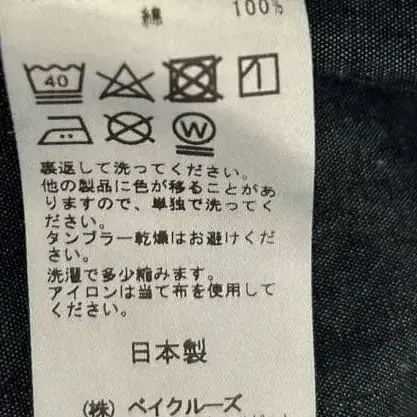 綿 100%
40
W
裏返して洗ってください。
他の製品に色が移ることがあ
りますので、単独で洗ってく
ださい。
タンブラー乾燥はお避けくだ
さい。
洗濯で多少縮みます。
アイロンは当て布を使用して
ください。
日本製
(株) ベイクルーズ